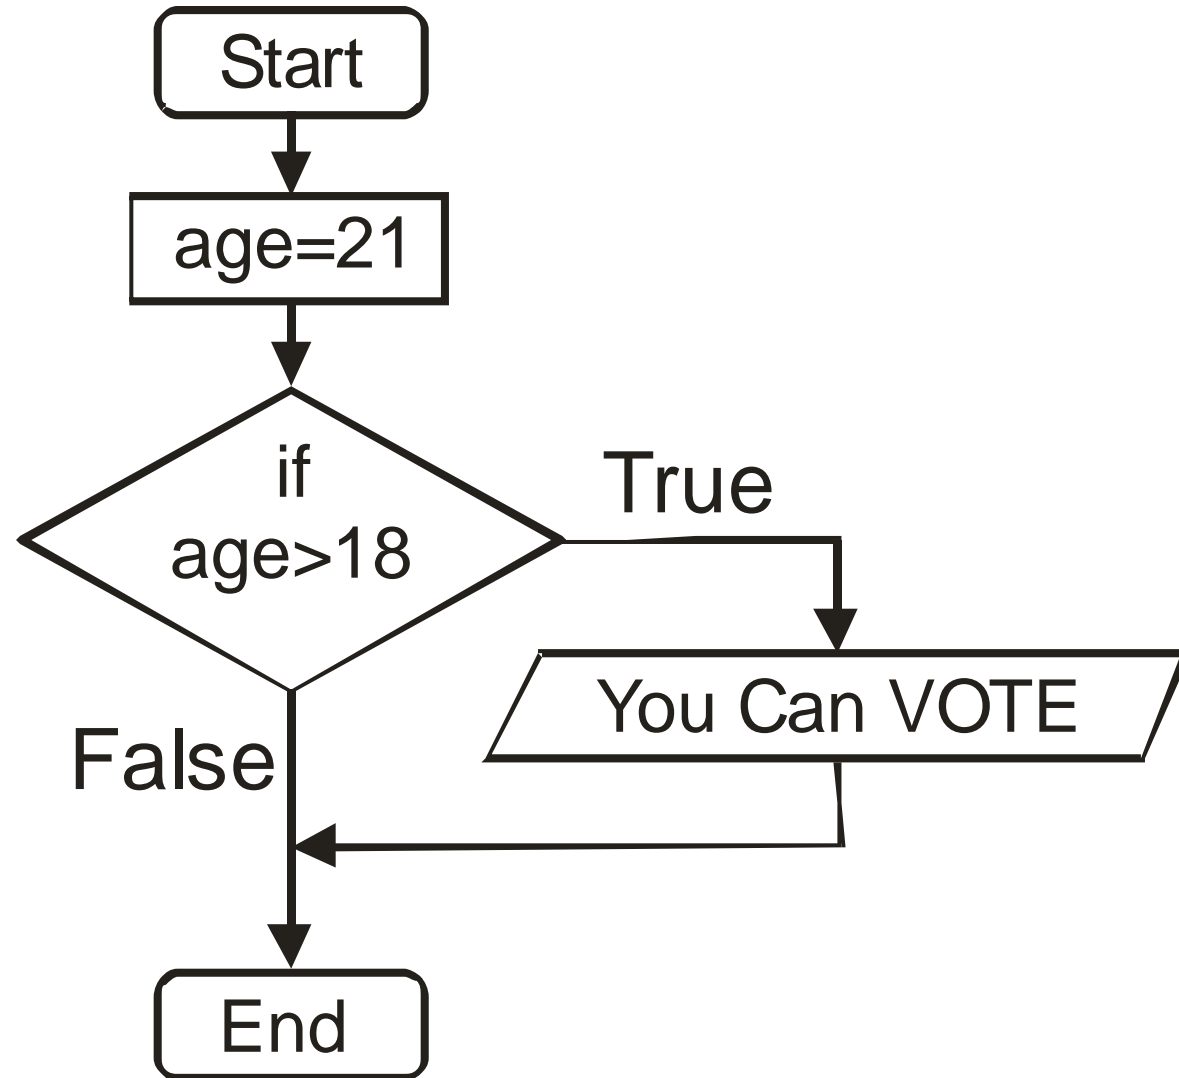 Start
age=21
if
age>18
True
You Can VOTE
False
End